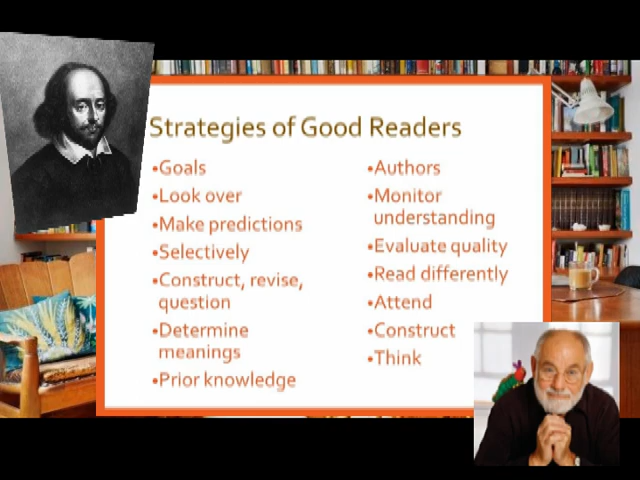 Strategies of Good Readers
•Goals
•Look over
•Make predictions
•Selectively
•Construct, revise,
question
•Determine
meanings
•Prior knowledge
•Authors
•Monitor
understanding
•Evaluate quality
•Read differently
•Attend
•Construct
•Think